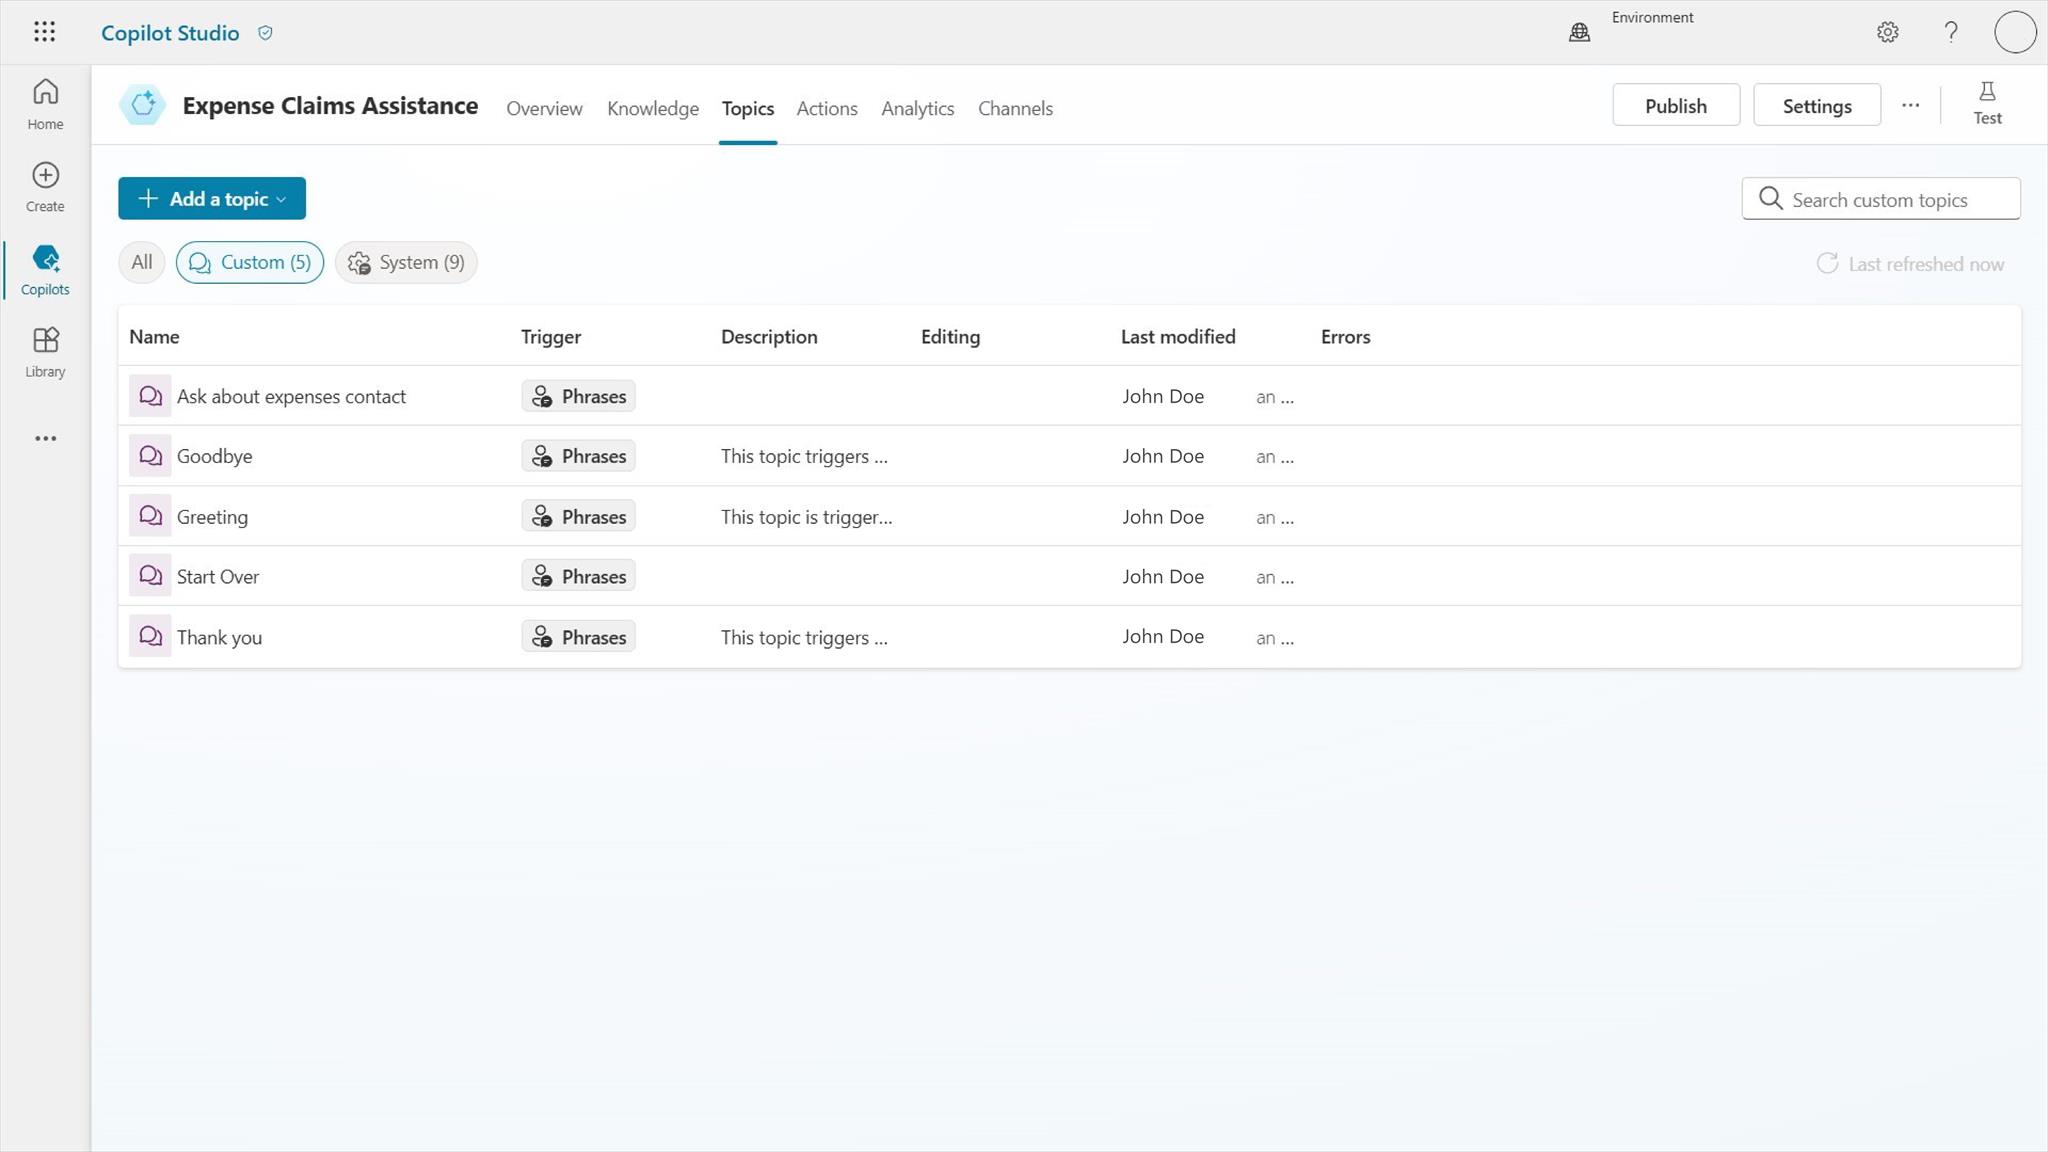 Copilot Studio
Environment
Home
Create
Copilots
Library
Expense Claims Assistance
Overview
Knowledge
Topics
Actions
Analytics
Channels
Publish
Settings
...
Test
Add a topic
Search custom topics
All
Custom (5)
System (9)
Last refreshed now
Name Trigger Description Editing Last modified Errors
Ask about expenses contact Phrases John Doe an ...
Goodbye Phrases This topic triggers ... John Doe an ...
Greeting Phrases This topic is trigger... John Doe an ...
Start Over Phrases John Doe an ...
Thank you Phrases This topic triggers ... John Doe an ...